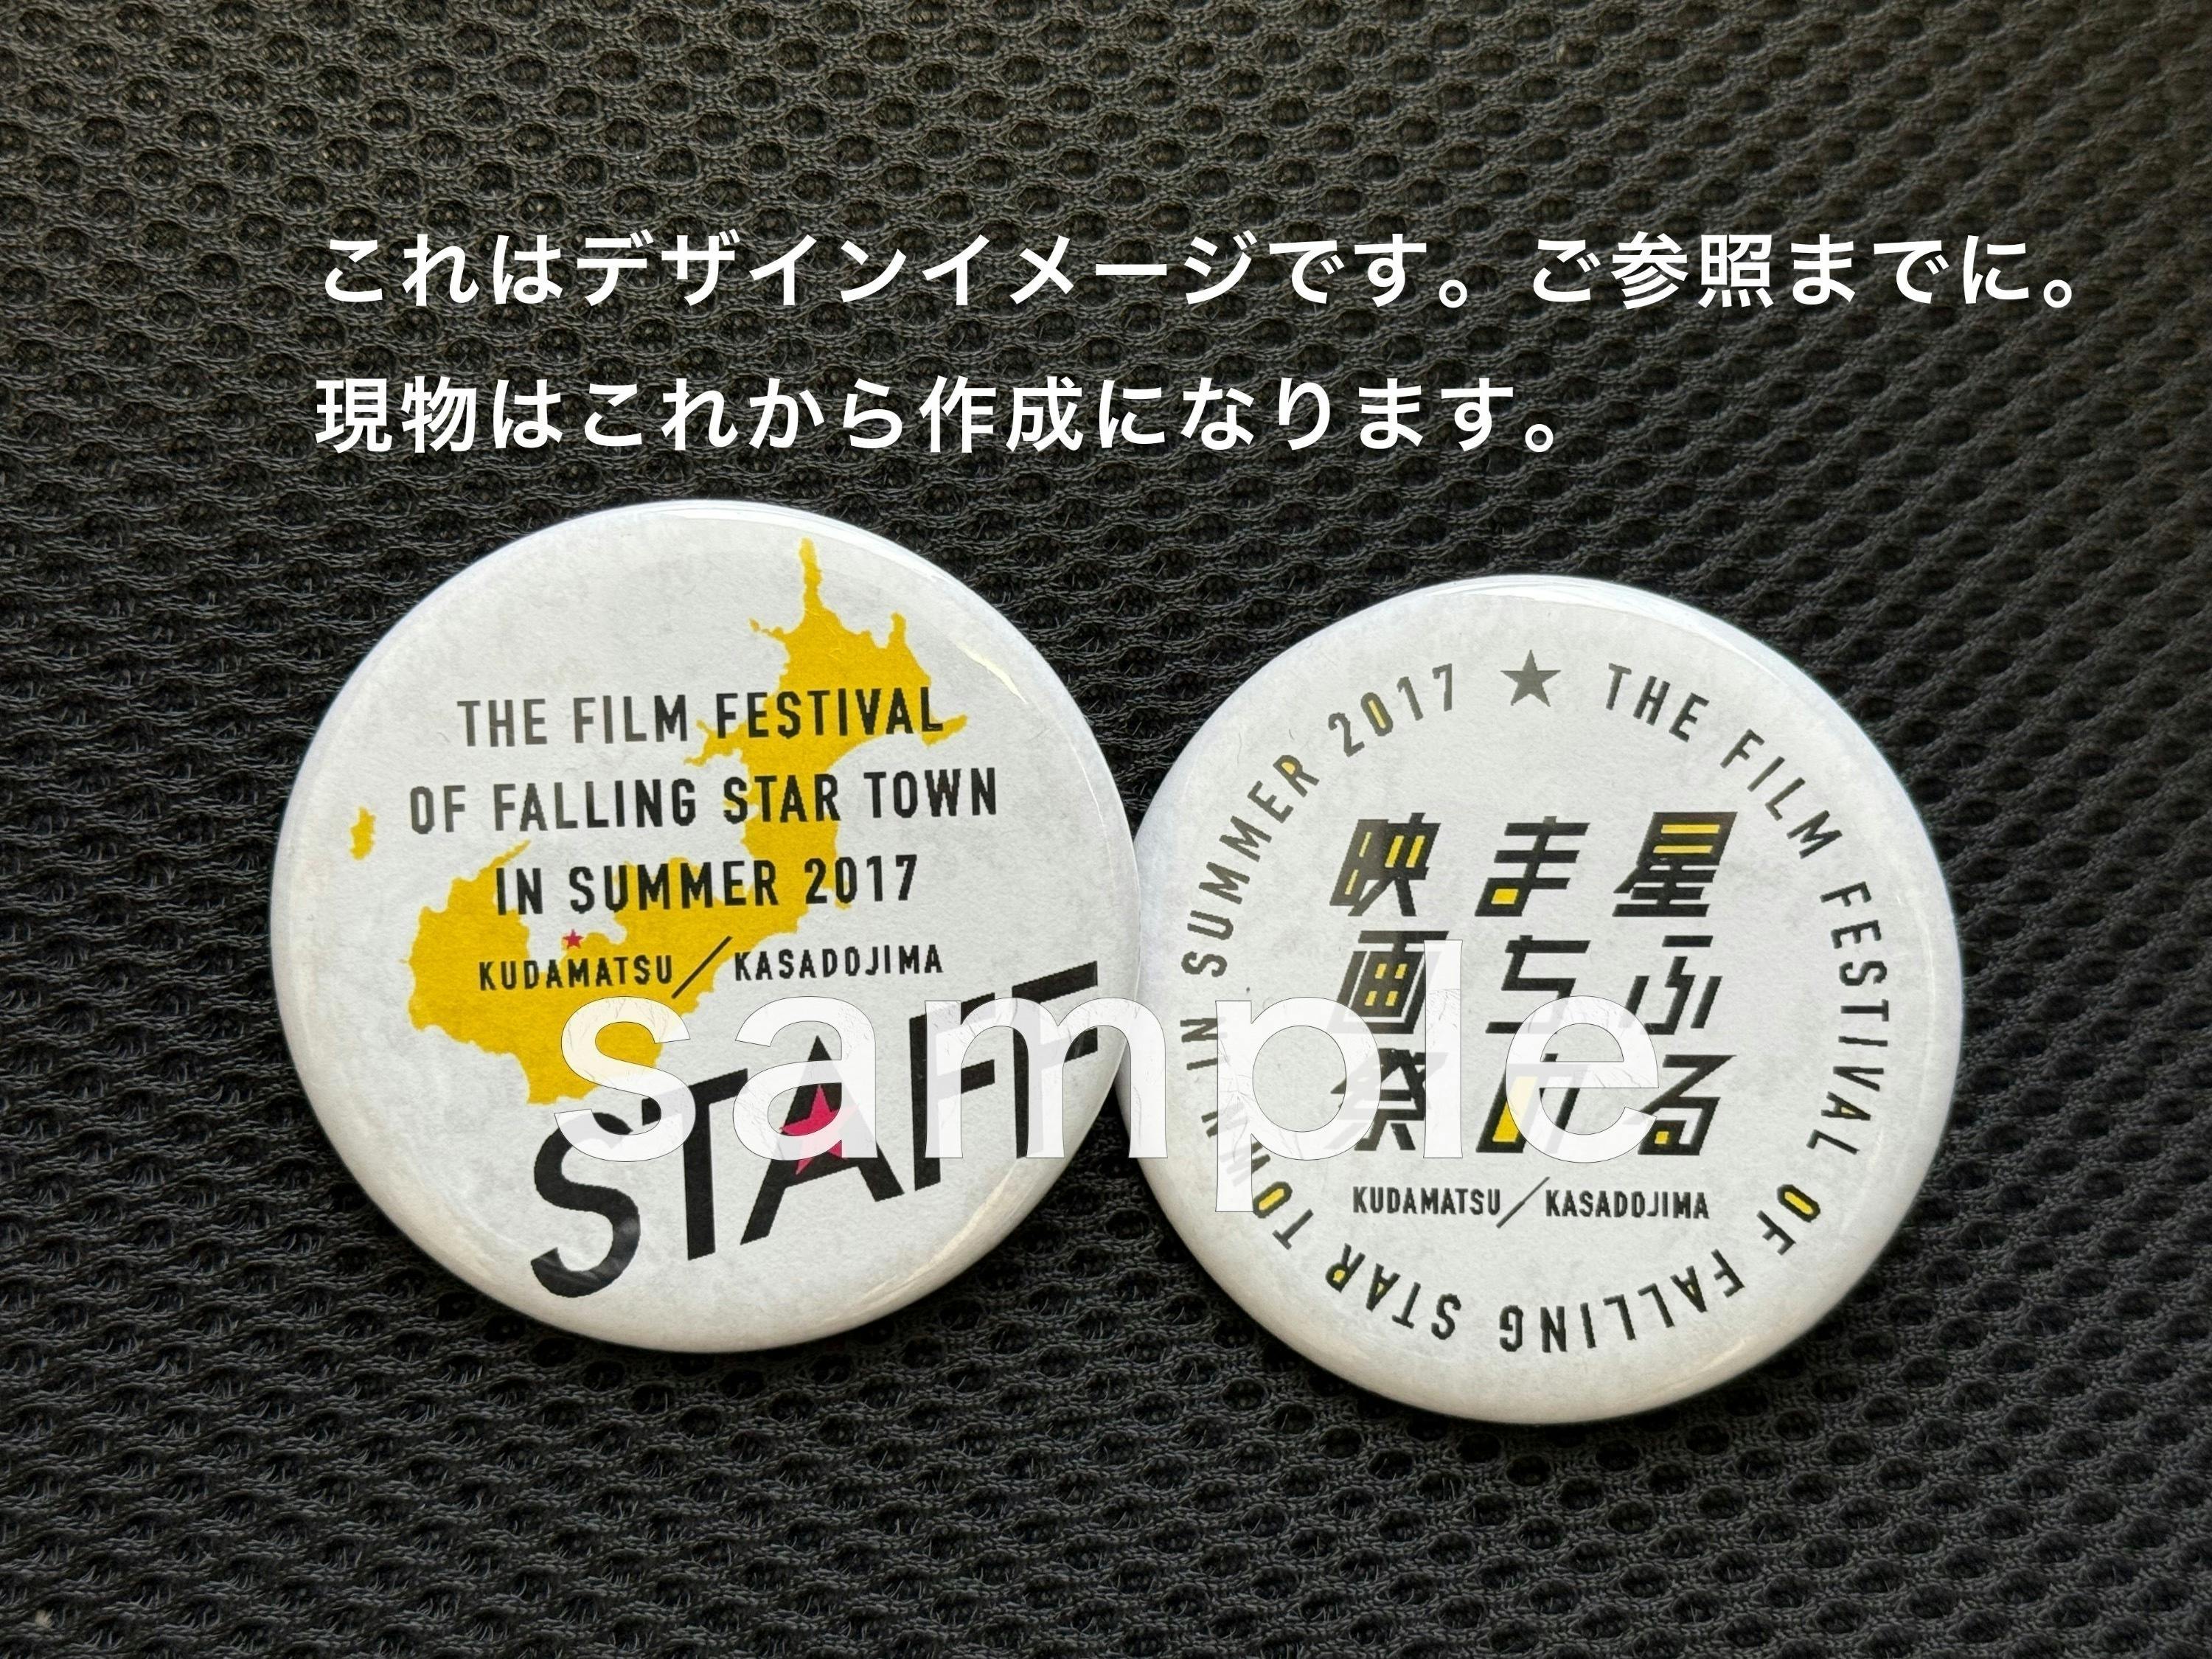 これはデザインイメージです。ご参照までに。
現物はこれから作成になります。
THE FILM FESTIVAL
OF FALLING STAR TOWN
IN SUMMER 2017
KUDAMATSU／KASADOJIMA
STAFF
★ THE FILM FESTIVAL OF FALLING STAR TOWN IN SUMMER 2017
星ふる
まちけ
映画祭
KUDAMATSU／KASADOJIMA
sample